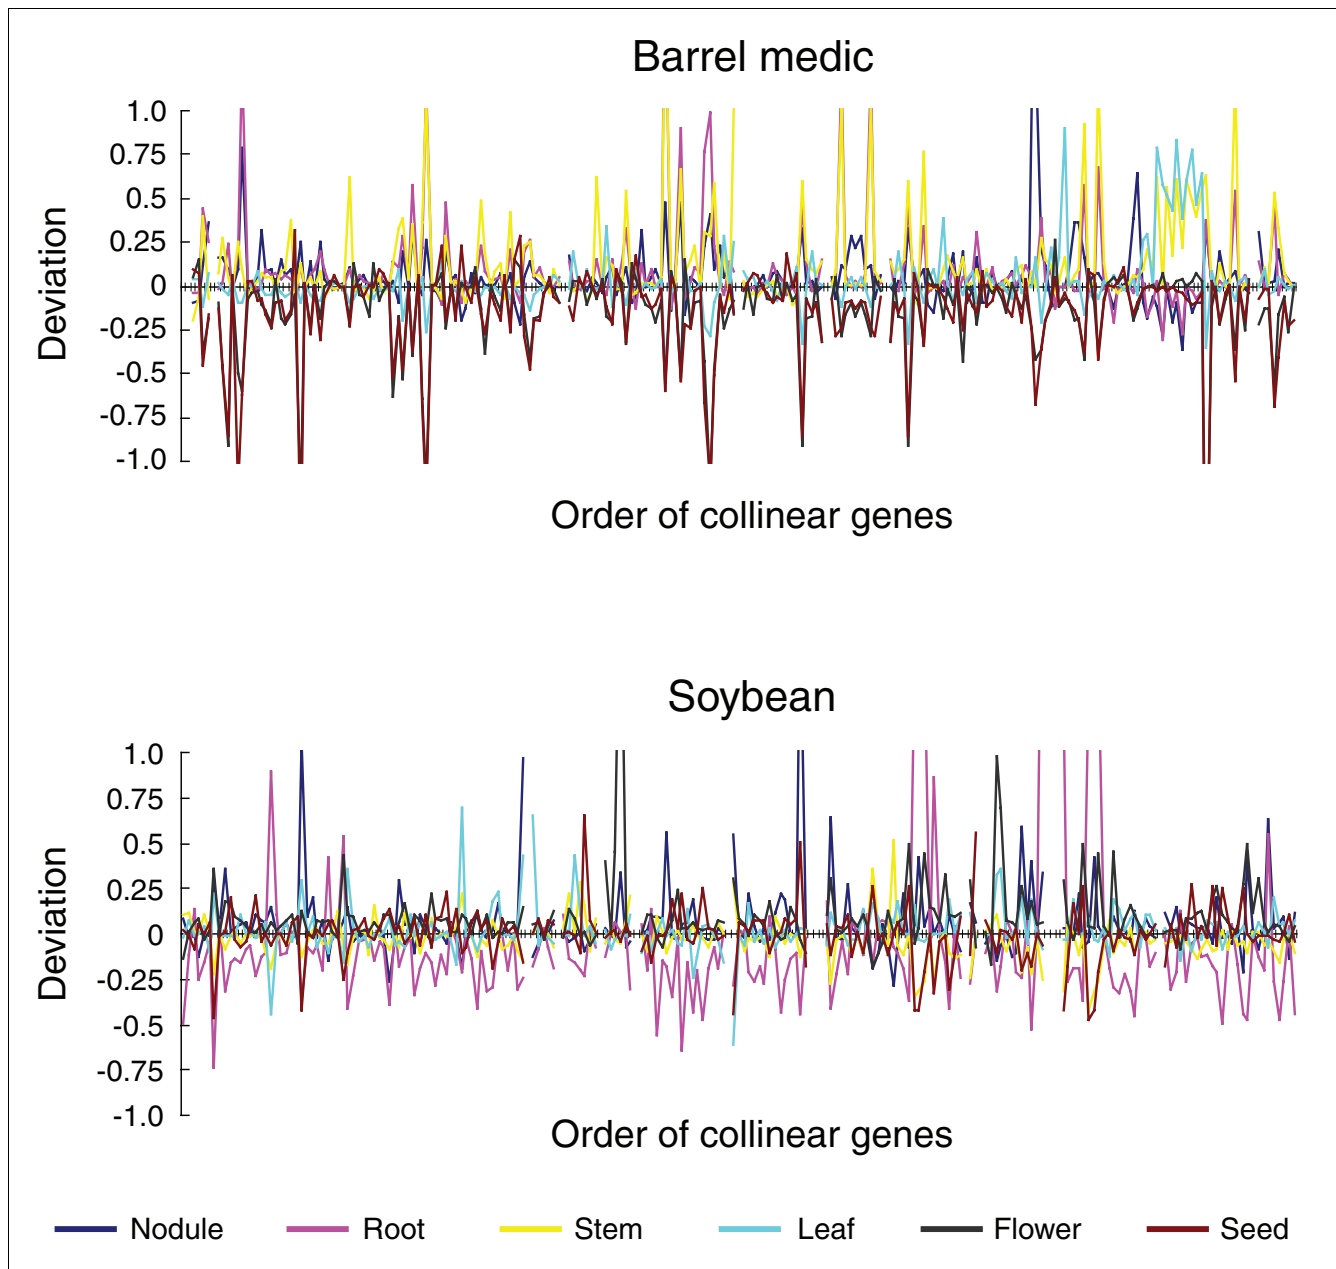 Barrel medic
1.0
0.75
0.5
0.25
0
-0.25
-0.5
-0.75
-1.0
Deviation
Order of collinear genes
Soybean
1.0
0.75
0.5
0.25
0
-0.25
-0.5
-0.75
-1.0
Deviation
Order of collinear genes
Nodule Root Stem Leaf Flower Seed